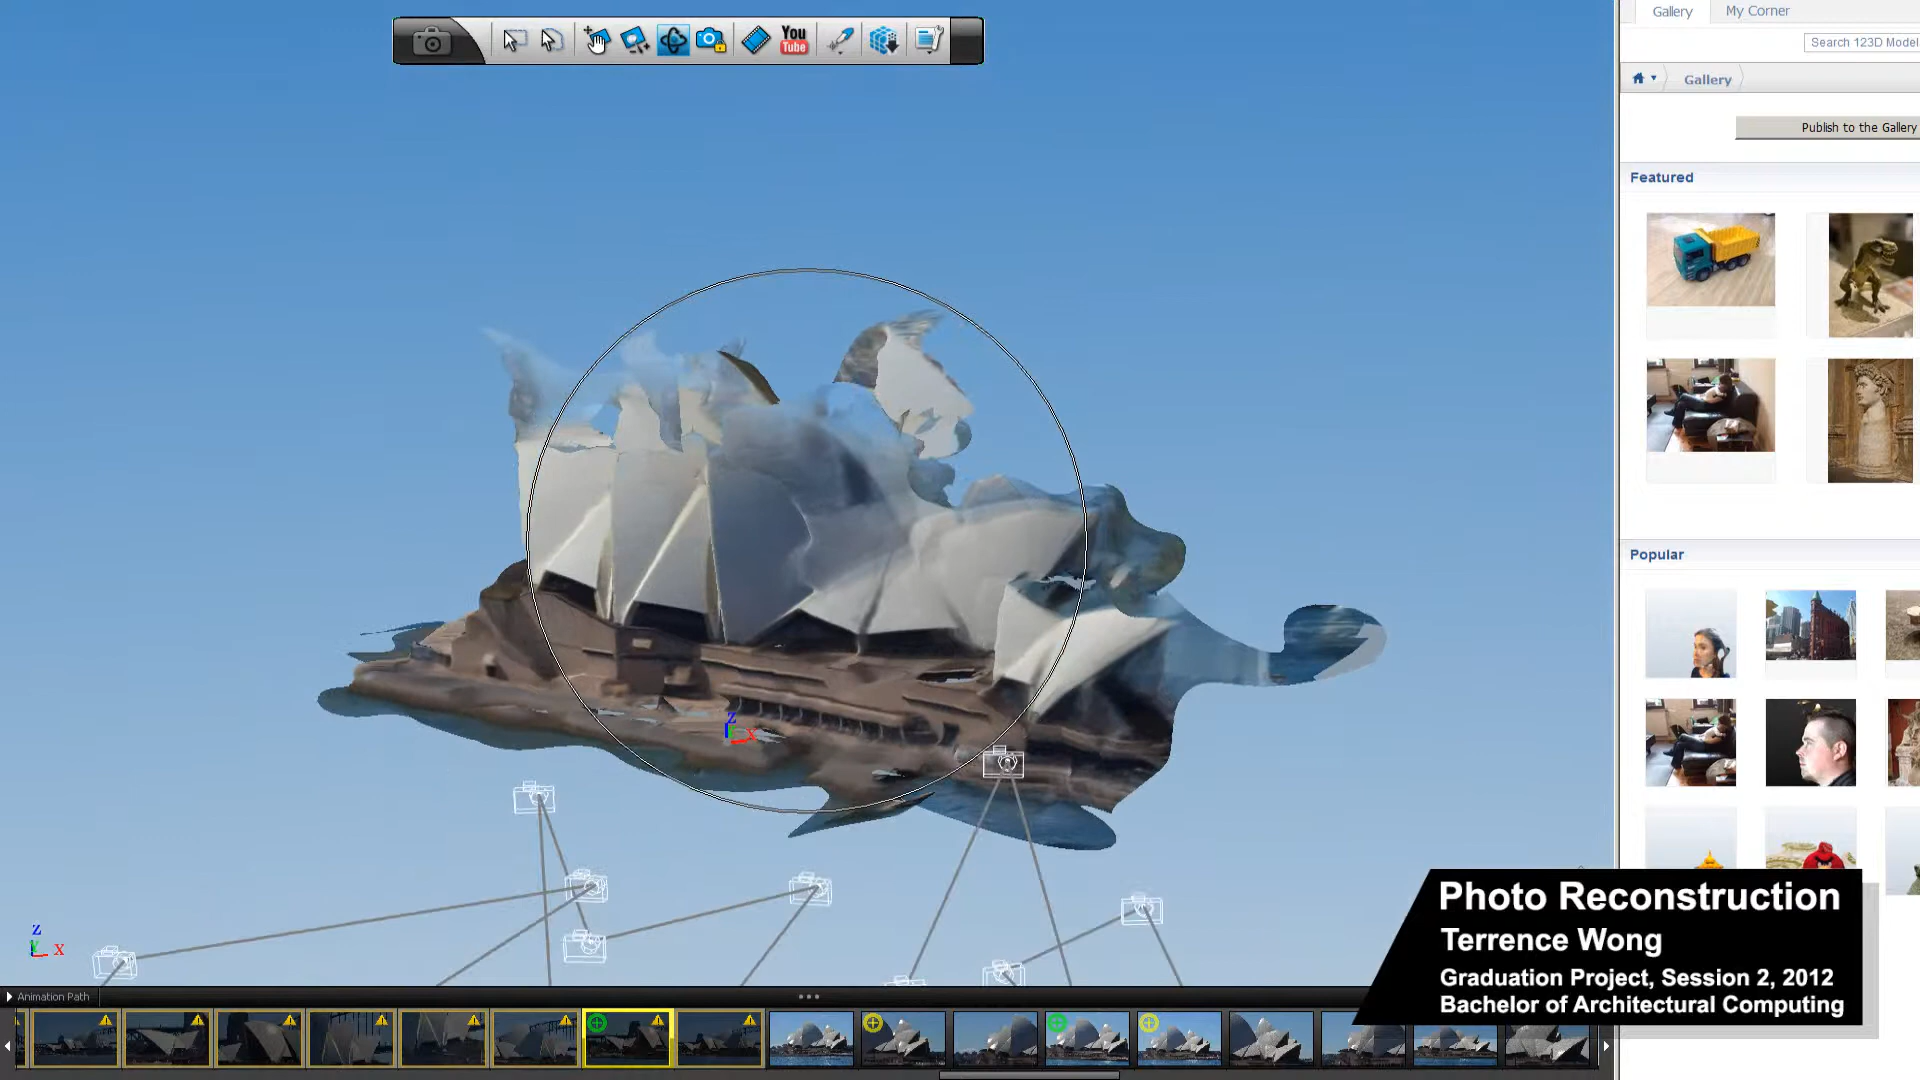 You
Tube
Gallery
My Corner
Search 123D Model
Gallery
Publish to the Gallery
Featured
Popular
Z
X
Z
Y
X
Animation Path
Photo Reconstruction
Terrence Wong
Graduation Project, Session 2, 2012
Bachelor of Architectural Computing